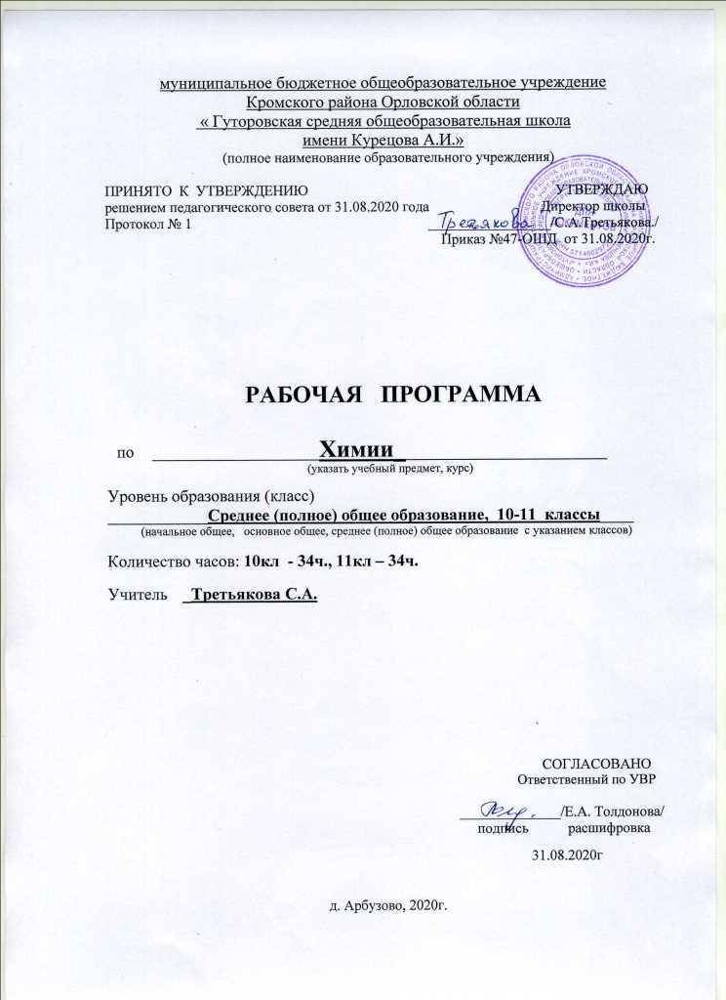 муниципальное бюджетное общеобразовательное учреждение
Кромского района Орловской области
« Гуторовская средняя общеобразовательная школа
имени Курецова А.И.»
(полное наименование образовательного учреждения)
ПРИНЯТО К УТВЕРЖДЕНИЮ УТВЕРЖДАЮ
решением педагогического совета от 31.08.2020 года Директор школы
Протокол № 1 Третьякова /С.А.Третьякова./
Приказ №47-ОШД от 31.08.2020г.
РАБОЧАЯ ПРОГРАММА
по Химии
(указать учебный предмет, курс)
Уровень образования (класс)
Среднее (полное) общее образование, 10-11 классы
(начальное общее, основное общее, среднее (полное) общее образование с указанием классов)
Количество часов: 10кл - 34ч., 11кл – 34ч.
Учитель Третьякова С.А.
СОГЛАСОВАНО
Ответственный по УВР
/Е.А. Толдонова/
подпись расшифровка
31.08.2020г
д. Арбузово, 2020г.